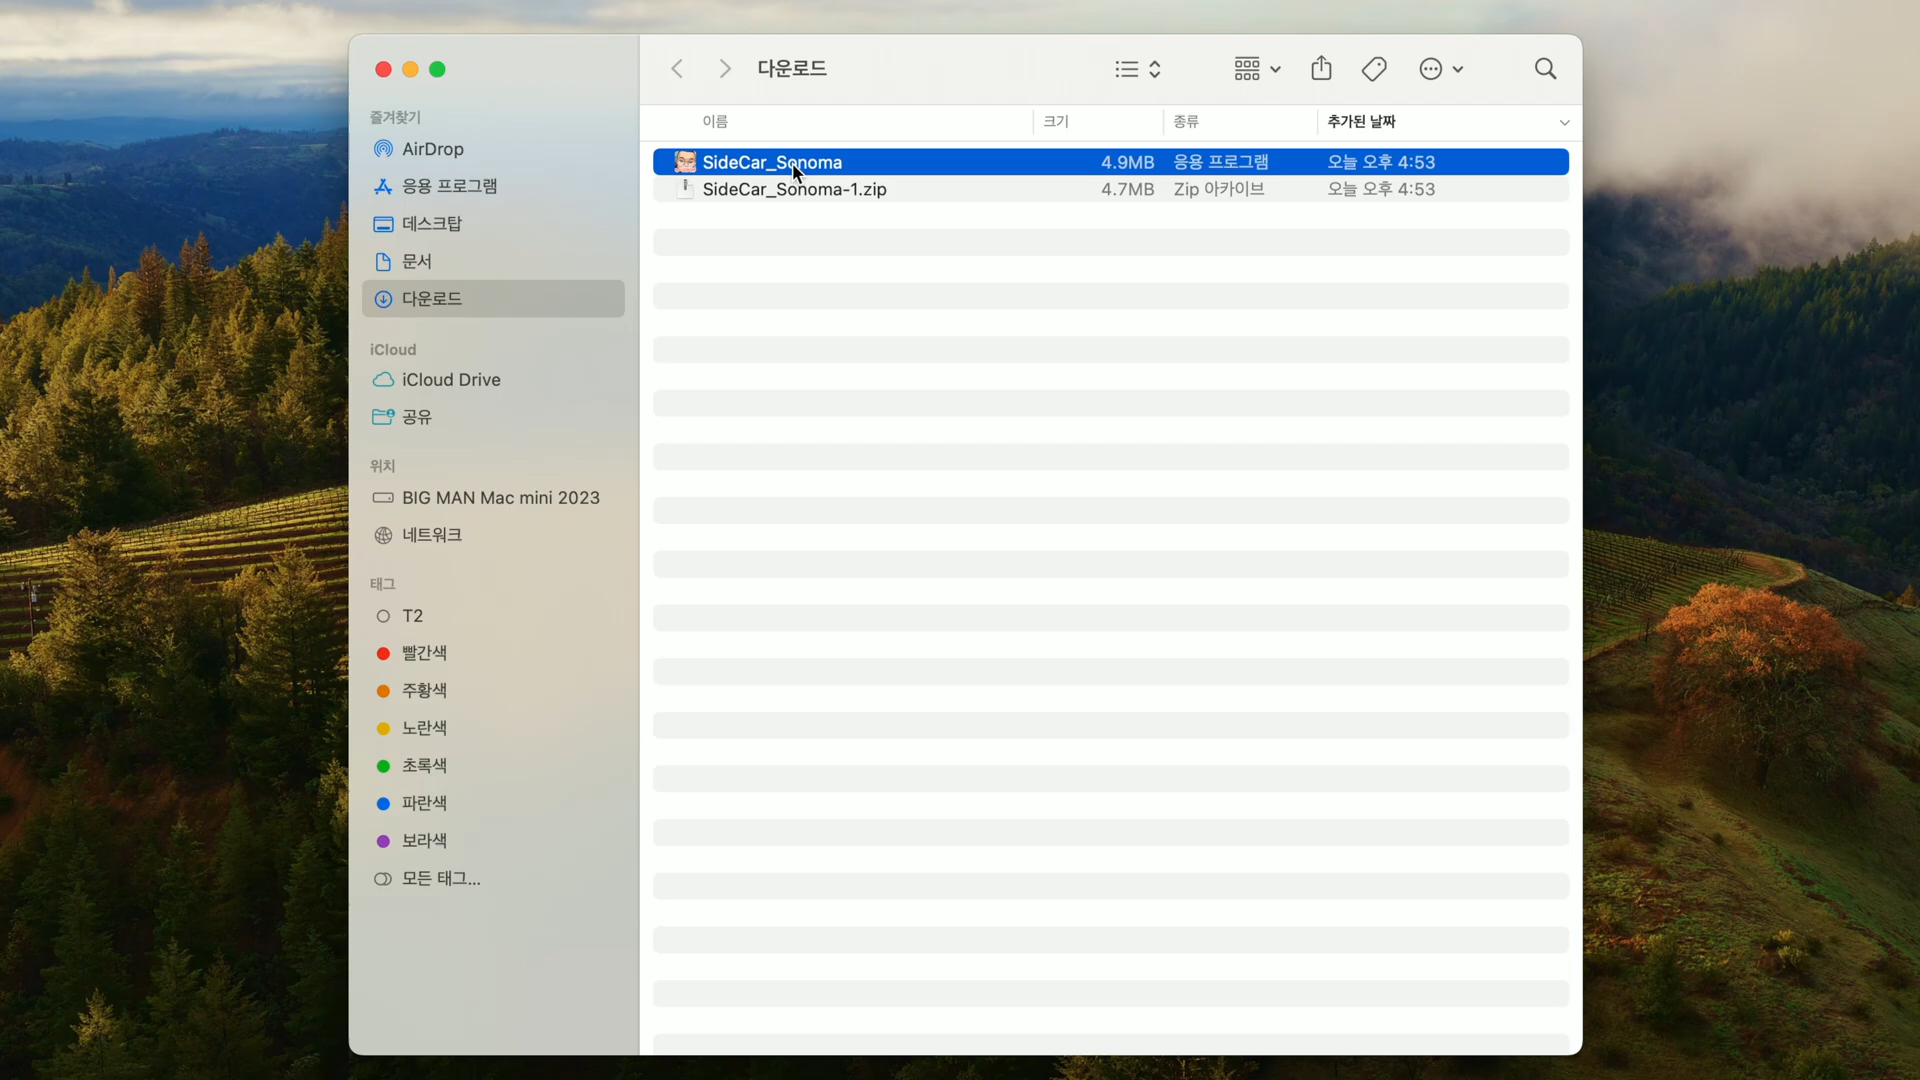 즐겨찾기
AirDrop
응용 프로그램
데스크탑
문서
다운로드
iCloud
iCloud Drive
공유
위치
BIG MAN Mac mini 2023
네트워크
태그
T2
빨간색
주황색
노란색
초록색
파란색
보라색
모든 태그...
다운로드
이름 크기 종류 추가된 날짜
SideCar_Sonoma 4.9MB 응용 프로그램 오늘 오후 4:53
SideCar_Sonoma-1.zip 4.7MB Zip 아카이브 오늘 오후 4:53